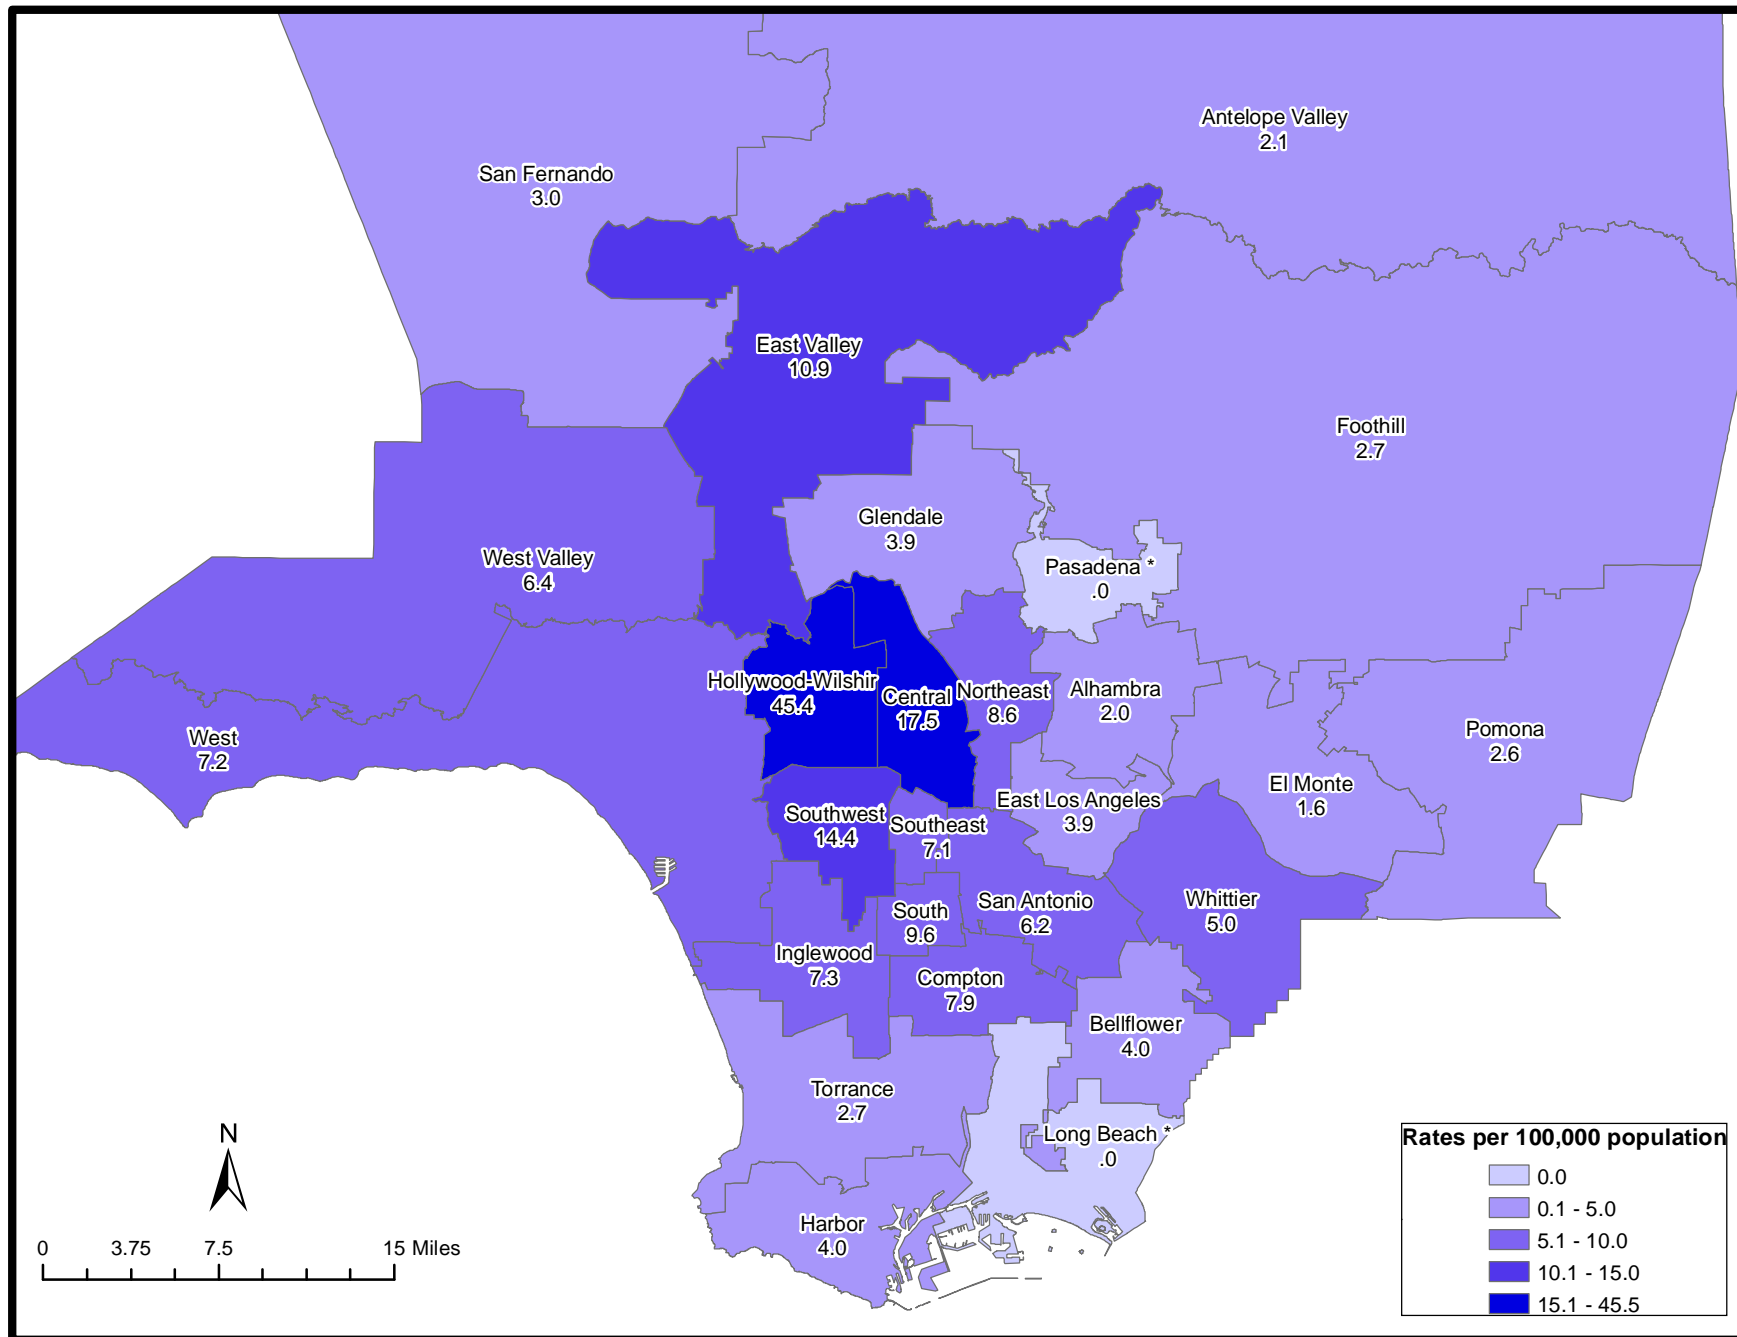 Antelope Valley
2.1
San Fernando
3.0
East Valley
10.9
Foothill
2.7
Glendale
3.9
West Valley
6.4
Pasadena *
.0
Hollywood-Wilshir
45.4
Central
17.5
Northeast
8.6
Alhambra
2.0
West
7.2
Pomona
2.6
El Monte
1.6
East Los Angeles
3.9
Southwest
14.4
Southeast
7.1
San Antonio
6.2
Whittier
5.0
South
9.6
Inglewood
7.3
Compton
7.9
Bellflower
4.0
Torrance
2.7
Long Beach *
.0
Harbor
4.0
N
0 3.75 7.5 15 Miles
Rates per 100,000 population
0.0
0.1 - 5.0
5.1 - 10.0
10.1 - 15.0
15.1 - 45.5